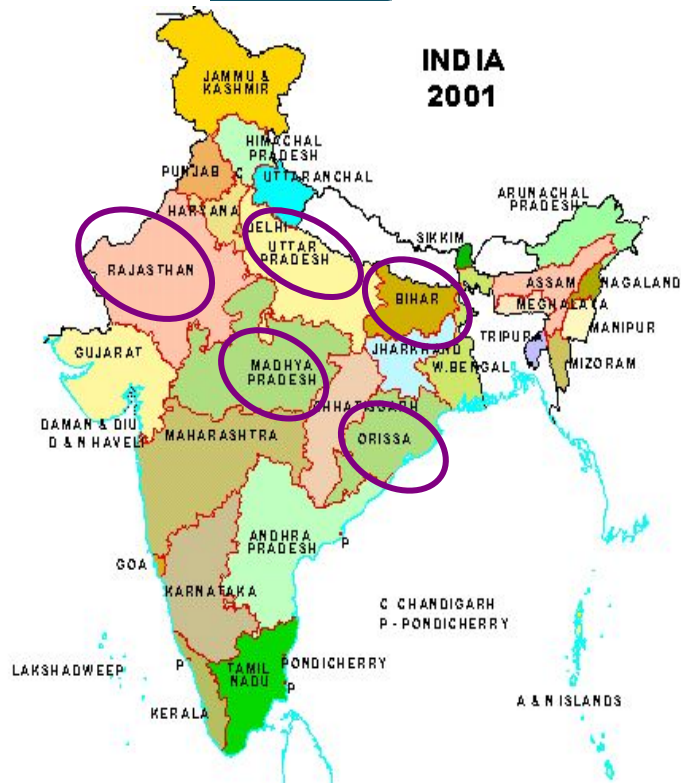 INDIA
2001
JAMMU &
KASHMIR
HIMACHAL
PRADESH
PUNJAB
C
UTTARANCHAL
HARYANA
DELHI
UTTAR
PRADESH
ARUNACHAL
PRADESH
SIKKIM
RAJASTHAN
BIHAR
ASSAM
NAGALAND
MEGHALAYA
MANIPUR
TRIPURA
MIZORAM
GUJARAT
MADHYA
PRADESH
JHARKHAND
W.BENGAL
CHHATISGARH
DAMAN & DIU
D & N HAVELI
MAHARASHTRA
ORISSA
ANDHRA
PRADESH
P
GOA
KARNATAKA
C CHANDIGARH
P - PONDICHERRY
LAKSHADWEEP
P
TAMIL
NADU
PONDICHERRY
P
KERALA
A & N ISLANDS